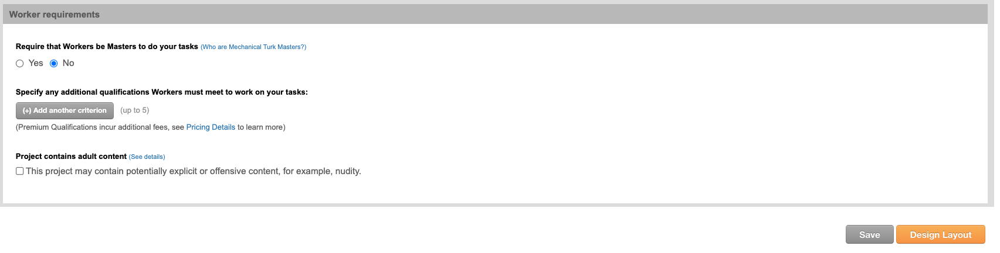 Worker requirements
Require that Workers be Masters to do your tasks (Who are Mechanical Turk Masters?)
Yes No
Specify any additional qualifications Workers must meet to work on your tasks:
(+) Add another criterion (up to 5)
(Premium Qualifications incur additional fees, see Pricing Details to learn more)
Project contains adult content (See details)
This project may contain potentially explicit or offensive content, for example, nudity.
Save Design Layout